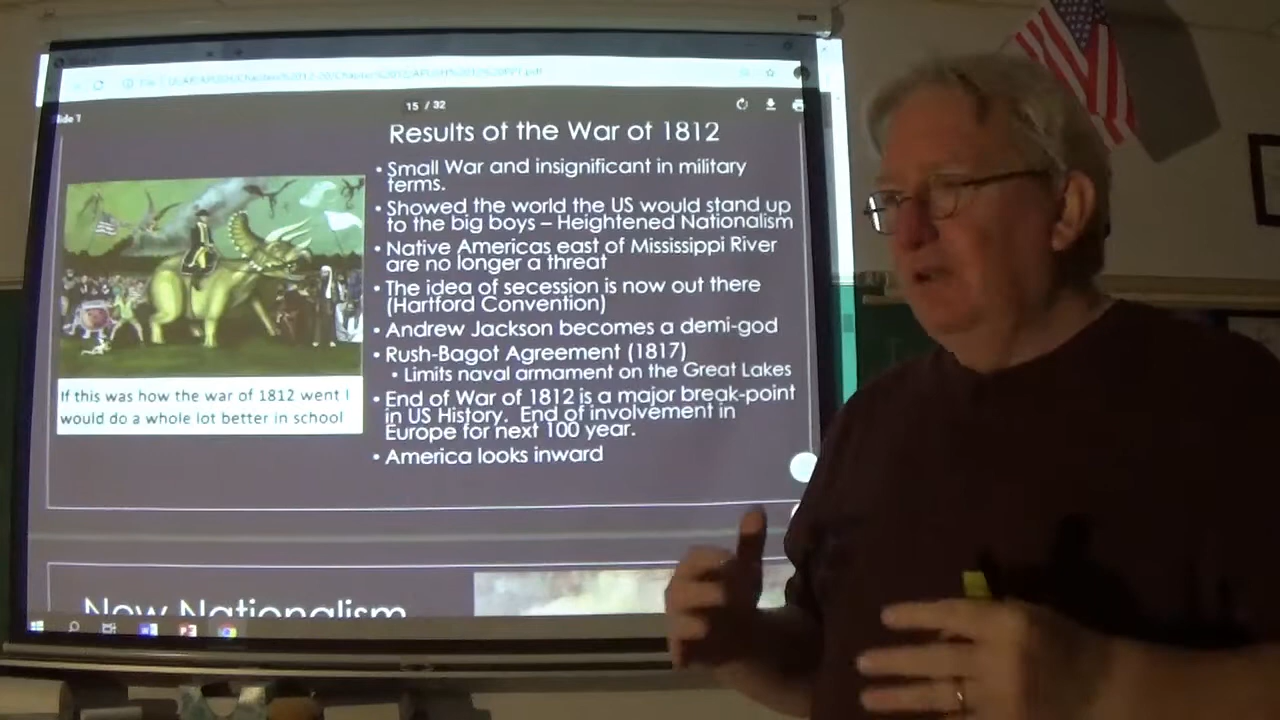 15 / 32
lide 1
Results of the War of 1812
• Small War and insignificant in military
terms.
• Showed the world the US would stand up
to the big boys – Heightened Nationalism
• Native Americas east of Mississippi River
are no longer a threat
• The idea of secession is now out there
(Hartford Convention)
• Andrew Jackson becomes a demi-god
• Rush-Bagot Agreement (1817)
• Limits naval armament on the Great Lakes
• End of War of 1812 is a major break-point
in US History. End of involvement in
Europe for next 100 year.
• America looks inward
If this was how the war of 1812 went I
would do a whole lot better in school
New Nationalism